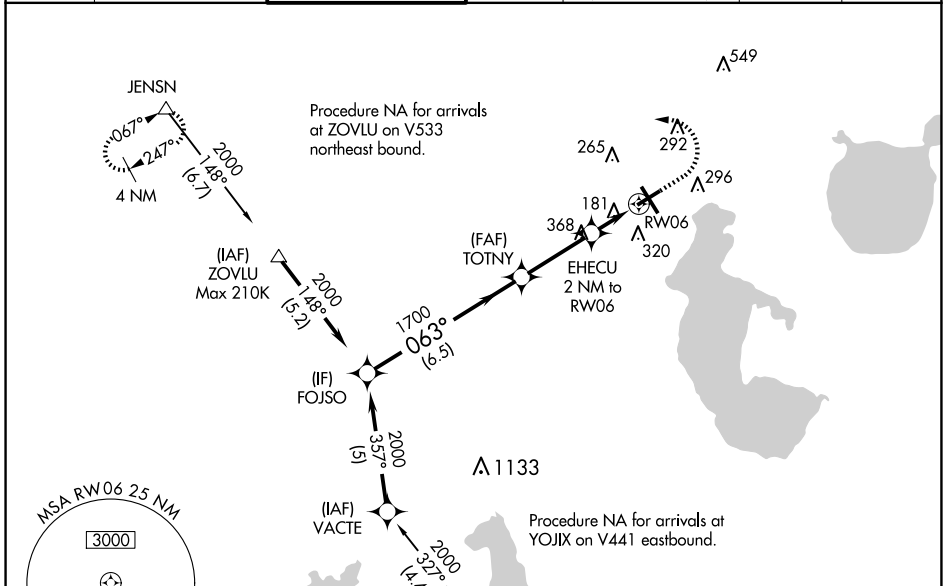 549
JENSN
067°
247°
4 NM
2000
148°
(6.7)
Procedure NA for arrivals
at ZOVLU on V533
northeast bound.
265
292
296
181
368
RW06
320
(IAF)
ZOVLU
Max 210K
2000
148°
(5.2)
(FAF)
TOTNY
EHECU
2 NM to
RW06
1700
063°
(6.5)
(IF)
FOJSO
2000
357°
(5)
1133
(IAF)
VACTE
Procedure NA for arrivals at
YOJIX on V441 eastbound.
2000
327°
MSA RW06 25 NM
3000